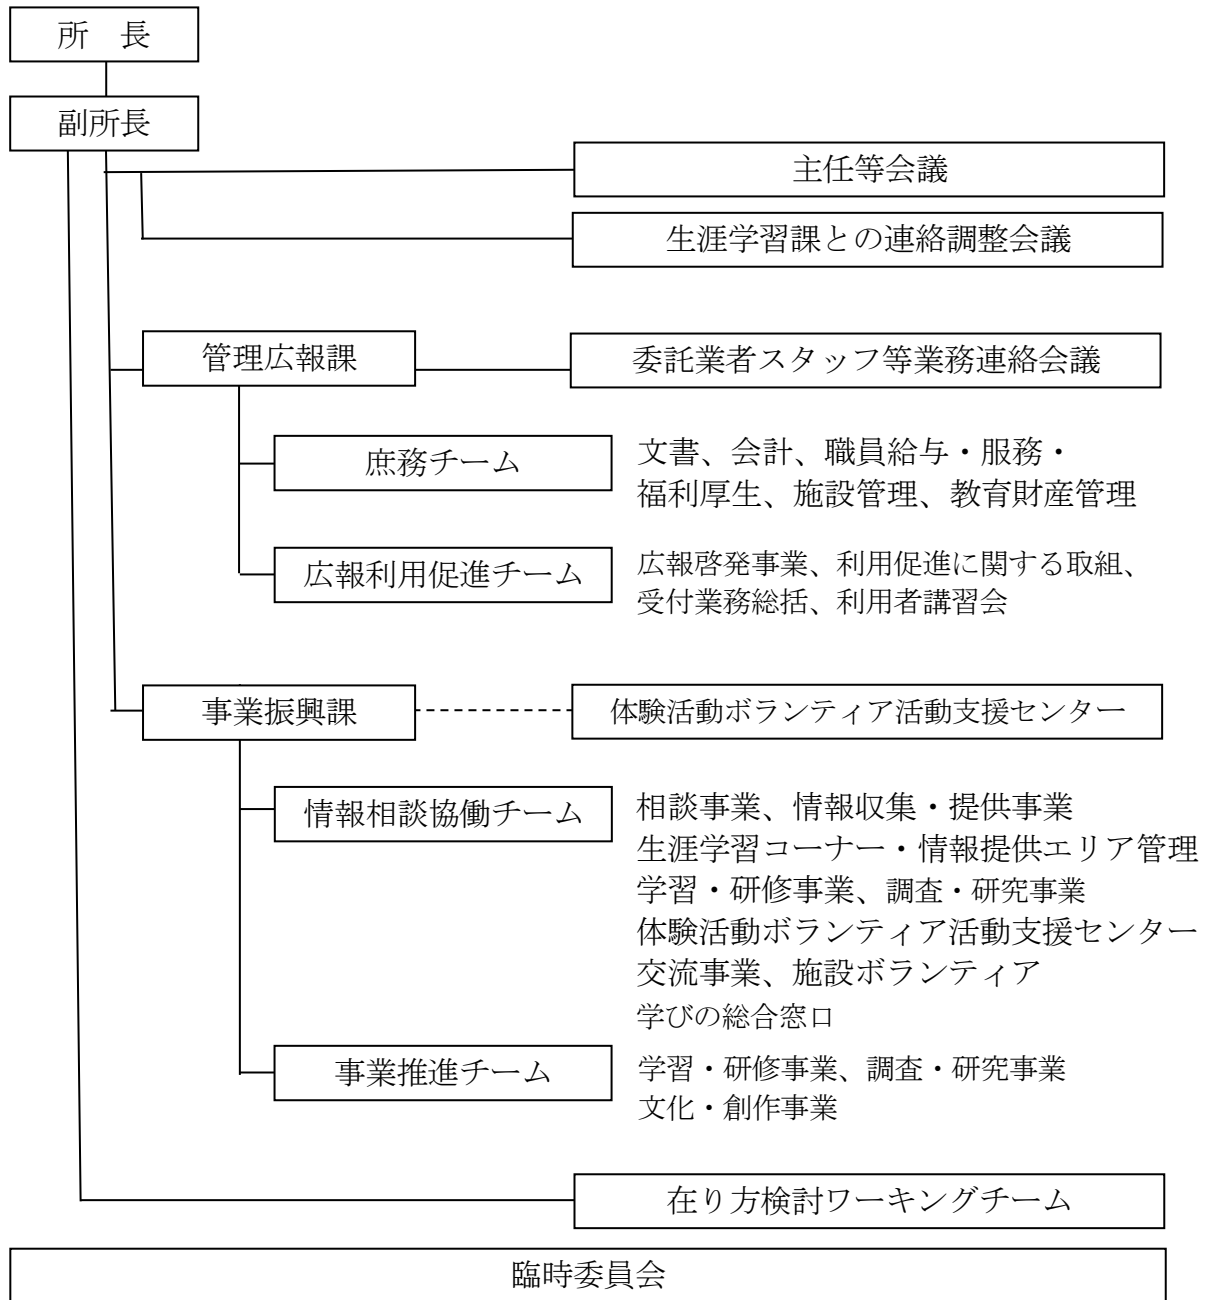 所　長
副所長
主任等会議
生涯学習課との連絡調整会議
管理広報課
委託業者スタッフ等業務連絡会議
庶務チーム
文書、会計、職員給与・服務・
福利厚生、施設管理、教育財産管理
広報利用促進チーム
広報啓発事業、利用促進に関する取組、
受付業務総括、利用者講習会
事業振興課
体験活動ボランティア活動支援センター
情報相談協働チーム
相談事業、情報収集・提供事業
生涯学習コーナー・情報提供エリア管理
学習・研修事業、調査・研究事業
体験活動ボランティア活動支援センター
交流事業、施設ボランティア
学びの総合窓口
事業推進チーム
学習・研修事業、調査・研究事業
文化・創作事業
在り方検討ワーキングチーム
臨時委員会